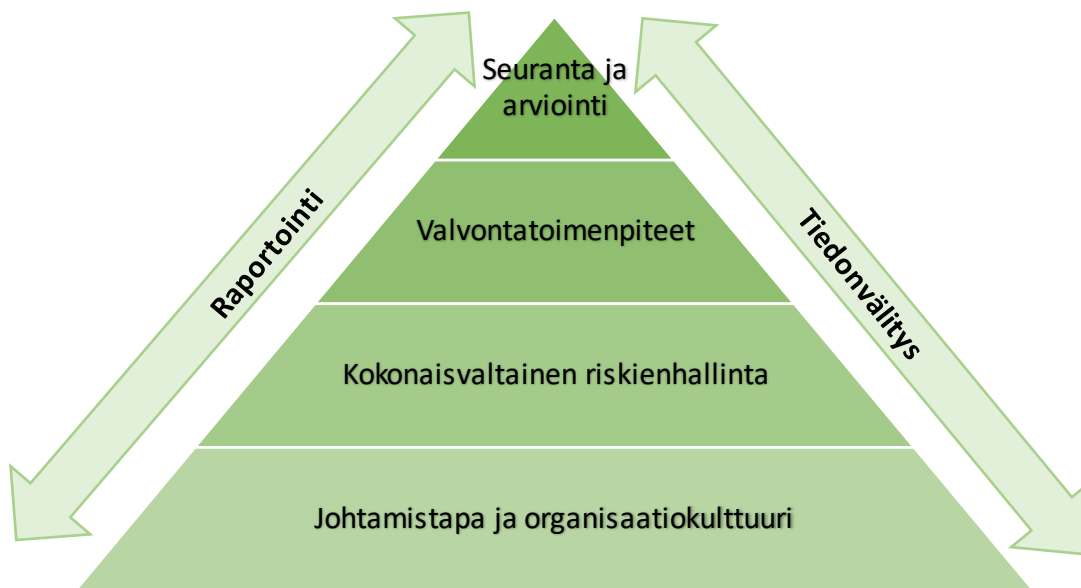 Seuranta ja
arviointi
Valvontatoimenpiteet
Kokonaisvaltainen riskienhallinta
Johtamistapa ja organisaatiokulttuuri
Raportointi
Tiedonvälitys